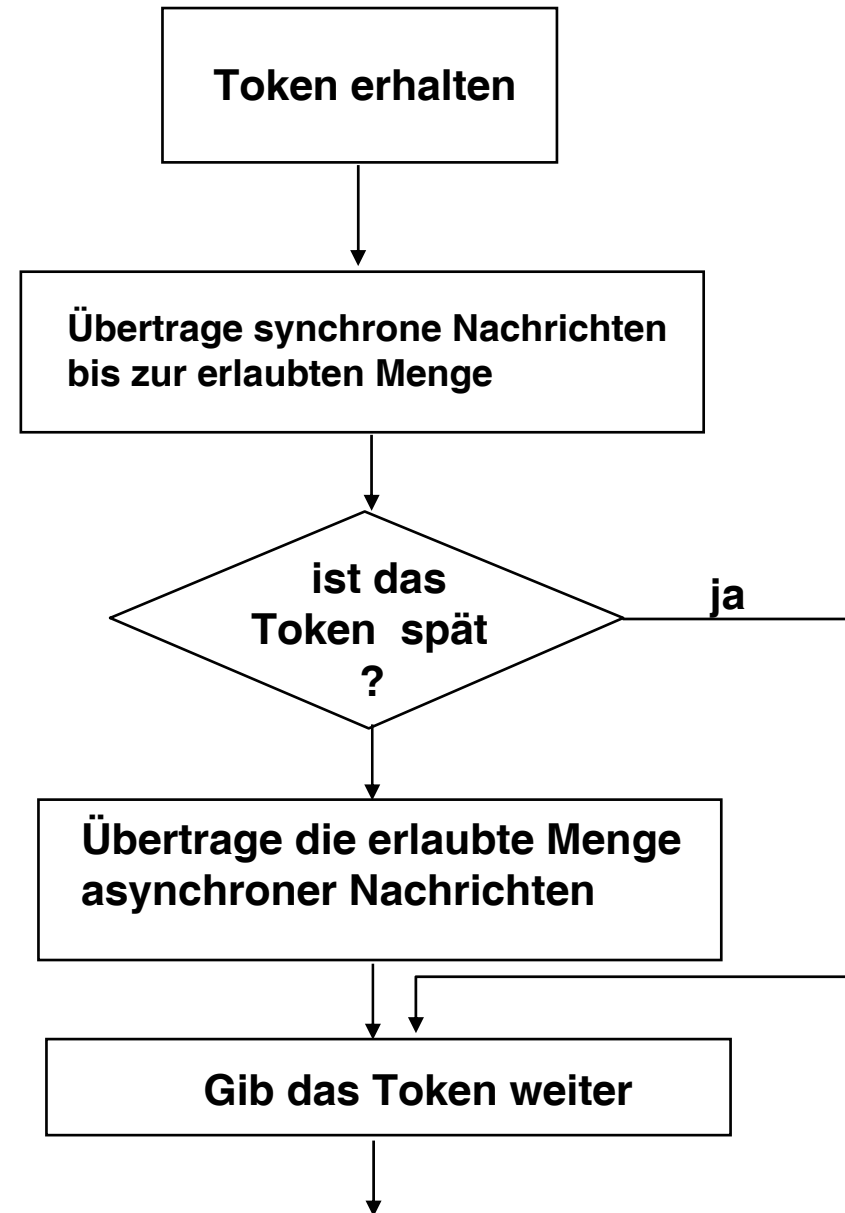 Token erhalten
Übertrage synchrone Nachrichten
bis zur erlaubten Menge
ist das
Token spät
?
ja
Übertrage die erlaubte Menge
asynchroner Nachrichten
Gib das Token weiter